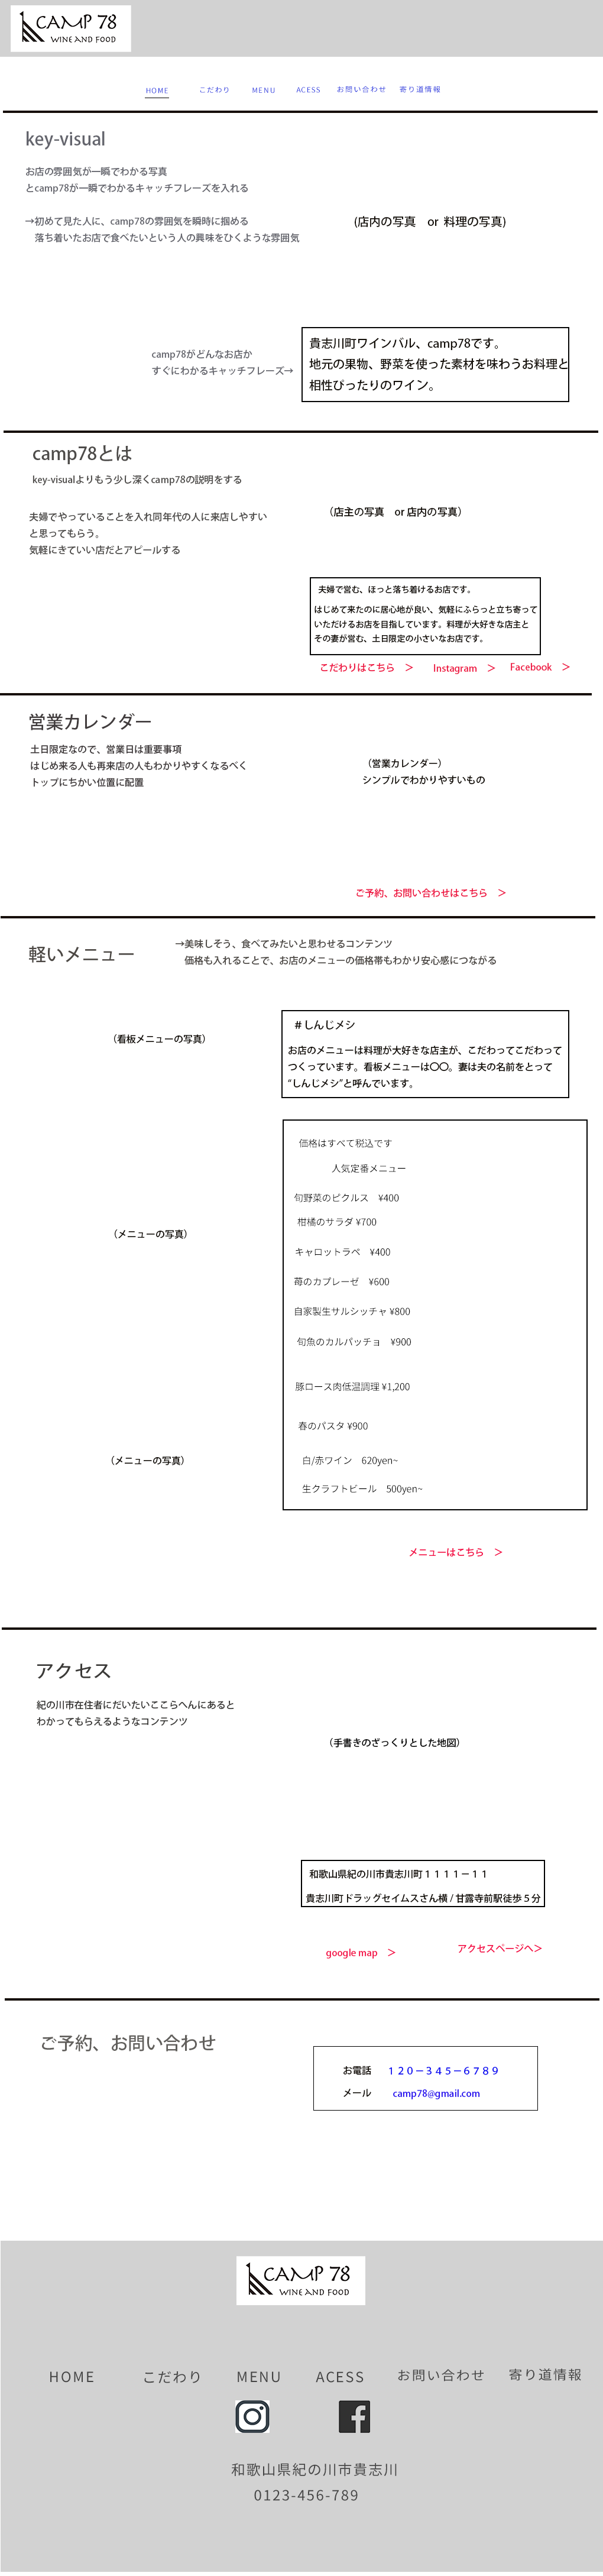 CAMP 78
WINE AND FOOD
HOME こだわり MENU ACESS お問い合わせ 寄り道情報
key-visual
お店の雰囲気が一瞬でわかる写真
とcamp78が一瞬でわかるキャッチフレーズを入れる
→初めて見た人に、camp78の雰囲気を瞬時に掴める
落ち着いたお店で食べたいという人の興味をひくような雰囲気
(店内の写真 or 料理の写真)
camp78がどんなお店か
すぐにわかるキャッチフレーズ→
貴志川町ワインバル、camp78です。
地元の果物、野菜を使った素材を味わうお料理と
相性ぴったりのワイン。
camp78とは
key-visualよりもう少し深くcamp78の説明をする
夫婦でやっていることを入れ同年代の人に来店しやすい
と思ってもらう。
気軽にきていい店だとアピールする
（店主の写真 or 店内の写真）
夫婦で営む、ほっと落ち着けるお店です。
はじめて来たのに居心地が良い、気軽にふらっと立ち寄って
いただけるお店を目指しています。料理が大好きな店主と
その妻が営む、土日限定の小さいなお店です。
こだわりはこちら ＞ Instagram ＞ Facebook ＞
営業カレンダー
土日限定なので、営業日は重要事項
はじめ来る人も再来店の人もわかりやすくなるべく
トップにちかい位置に配置
（営業カレンダー）
シンプルでわかりやすいもの
ご予約、お問い合わせはこちら ＞
軽いメニュー
→美味しそう、食べてみたいと思わせるコンテンツ
価格も入れることで、お店のメニューの価格帯もわかり安心感につながる
（看板メニューの写真）
＃しんじメシ
お店のメニューは料理が大好きな店主が、こだわってこだわって
つくっています。看板メニューは〇〇。妻は夫の名前をとって
“しんじメシ”と呼んでいます。
価格はすべて税込です
人気定番メニュー
旬野菜のピクルス ¥400
柑橘のサラダ ¥700
（メニューの写真）
キャロットラペ ¥400
苺のカプレーゼ ¥600
自家製生サルシッチャ ¥800
旬魚のカルパッチョ ¥900
豚ロース肉低温調理 ¥1,200
春のパスタ ¥900
（メニューの写真）
白/赤ワイン 620yen~
生クラフトビール 500yen~
メニューはこちら ＞
アクセス
紀の川市在住者にだいたいここらへんにあると
わかってもらえるようなコンテンツ
（手書きのざっくりとした地図）
和歌山県紀の川市貴志川町１１１１－１１
貴志川町ドラッグセイムスさん横 / 甘露寺前駅徒歩５分
google map ＞ アクセスページへ＞
ご予約、お問い合わせ
お電話 １２０－３４５－６７８９
メール camp78@gmail.com
CAMP 78
WINE AND FOOD
HOME こだわり MENU ACESS お問い合わせ 寄り道情報
和歌山県紀の川市貴志川
0123-456-789